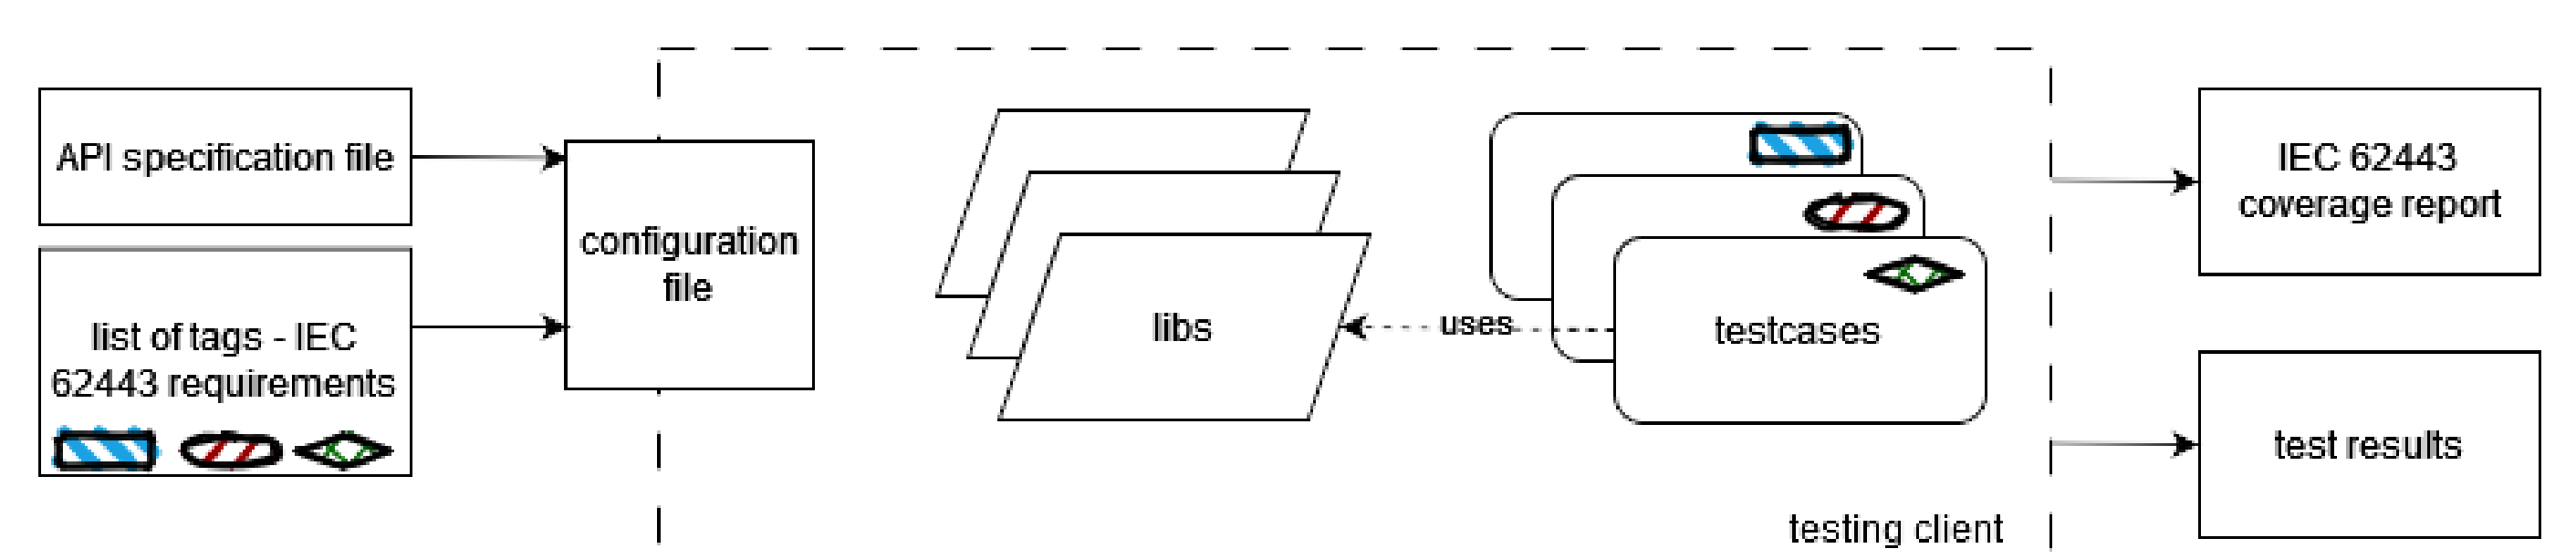 API specification file
list of tags - IEC
62443 requirements
configuration
file
libs
uses
testcases
testing client
IEC 62443
coverage report
test results